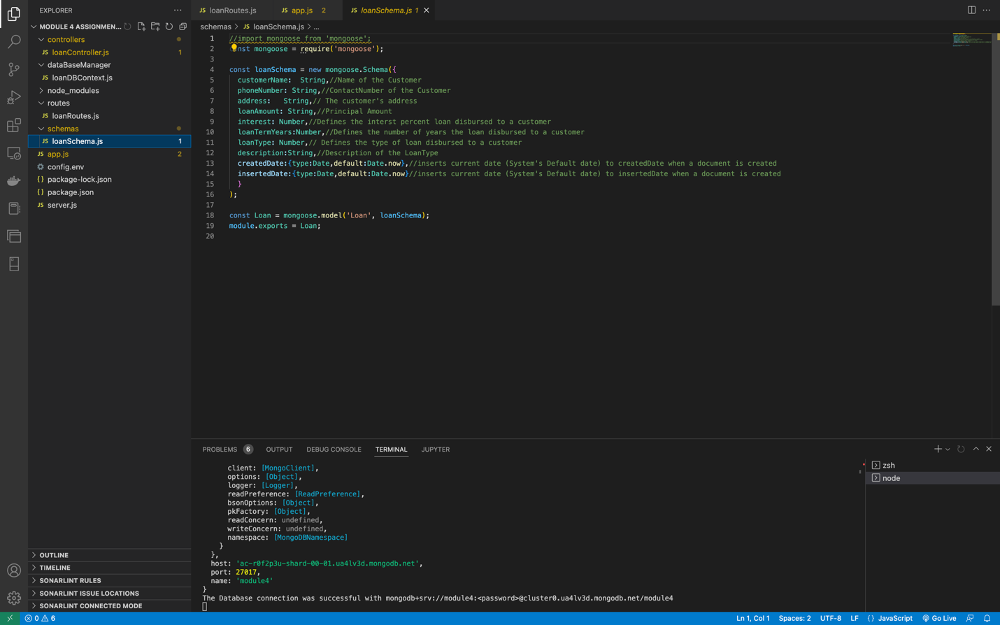 EXPLORER
JS loanRoutes.js
JS app.js 2
JS loanSchema.js 1
MODULE 4 ASSIGNMEN...
schemas > JS loanSchema.js > ...
controllers
JS loanController.js 1
dataBaseManager
JS loanDBContext.js
node_modules
routes
JS loanRoutes.js
schemas
JS loanSchema.js 1
JS app.js 2
config.env
{} package-lock.json
{} package.json
JS server.js
OUTLINE
TIMELINE
SONARLINT RULES
SONARLINT ISSUE LOCATIONS
SONARLINT CONNECTED MODE
1 //import mongoose from 'mongoose';
2 nst mongoose = require('mongoose');
3
4 const loanSchema = new mongoose.Schema({
5 customerName:  String,//Name of the Customer
6 phoneNumber: String,//ContactNumber of the Customer
7 address:   String,// The customer's address
8 loanAmount: String,//Principal Amount
9 interest: Number,//Defines the interst percent loan disbursed to a customer
10 loanTermYears:Number,//Defines the number of years the loan disbursed to a customer
11 loanType: Number,// Defines the type of loan disbursed to a customer
12 description:String,//Description of the LoanType
13 createdDate:{type:Date,default:Date.now},//inserts current date (System's Default date) to createdDate when a document is created
14 insertedDate:{type:Date,default:Date.now}//inserts current date (System's Default date) to insertedDate when a document is created
15 }
16 );
17
18 const Loan = mongoose.model('Loan', loanSchema);
19 module.exports = Loan;
20
PROBLEMS 6 OUTPUT DEBUG CONSOLE TERMINAL JUPYTER
client: [MongoClient],
options: [Object],
logger: [Logger],
readPreference: [ReadPreference],
bsonOptions: [Object],
pkFactory: [Object],
readConcern: undefined,
writeConcern: undefined,
namespace: [MongoDBNamespace]
}
},
host: 'ac-r0f2p3u-shard-00-01.ua4lv3d.mongodb.net',
port: 27017,
name: 'module4'
}
The Database connection was successful with mongodb+srv://module4:<password>@cluster0.ua4lv3d.mongodb.net/module4
zsh
node
0 6
Ln 1, Col 1 Spaces: 2 UTF-8 LF {} JavaScript Go Live